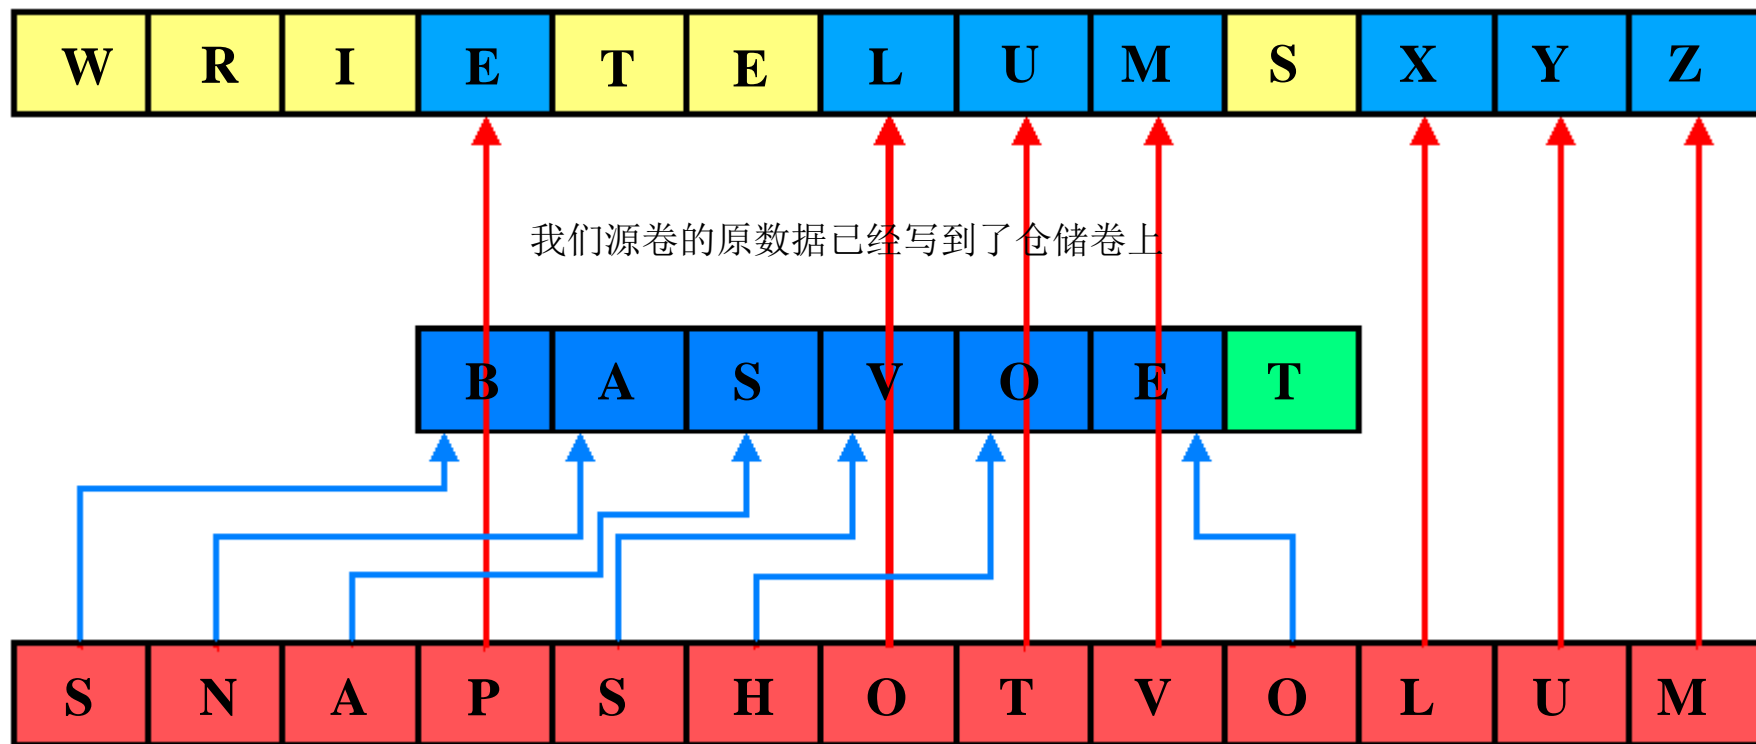 W R I E T E L U M S X Y Z
我们源卷的原数据已经写到了仓储卷上
B A S V O E T
S N A P S H O T V O L U M